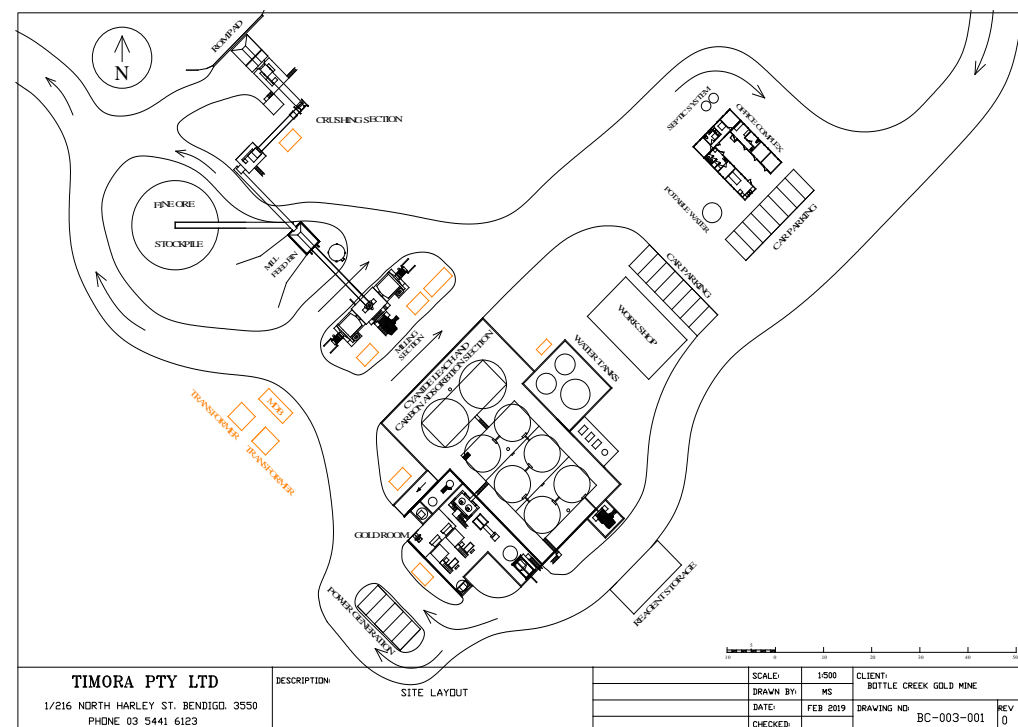 ROMPAD
N
CRUSHING SECTION
SEPTIC SYSTEM
OFFICE COMPLEX
FINE ORE
STOCKPILE
POTABLE WATER
CAR PARKING
MILL
FEED BIN
CAR PARKING
WORKSHOP
MILLING
SECTION
WATER TANKS
CYANIDE LEACH AND
CARBON ADSORBTION SECTION
MDB
TRANSFORMER
TRANSFORMER
GOLD ROOM
POWER GENERATION
REAGENT STORAGE
10 5 0 10 20 30 40 50
TIMORA PTY LTD
1/216 NORTH HARLEY ST. BENDIGO. 3550
PHONE 03 5441 6123
DESCRIPTION:
SITE LAYOUT
SCALE: 1:500
DRAWN BY: MS
DATE: FEB 2019
CHECKED:
CLIENT:
BOTTLE CREEK GOLD MINE
DRAWING NO: BC-003-001
REV
0